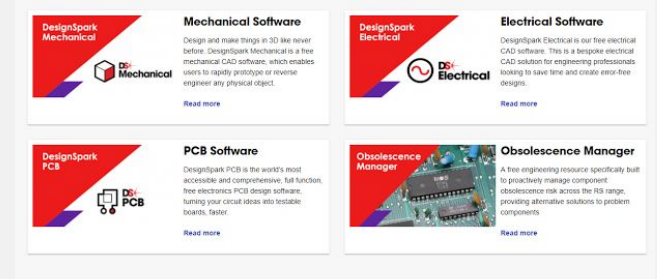 DesignSpark
Mechanical
DS
Mechanical
Mechanical Software
Design and make things in 3D like never
before. DesignSpark Mechanical is a free
mechanical CAD software, which enables
users to rapidly prototype or reverse
engineer any physical object.
Read more
DesignSpark
Electrical
DS
Electrical
Electrical Software
DesignSpark Electrical is our free electrical
CAD software. This is a bespoke electrical
CAD solution for engineering professionals
looking to save time and create error-free
designs.
Read more
DesignSpark
PCB
DS
PCB
PCB Software
DesignSpark PCB is the world's most
accessible and comprehensive, full function,
free electronics PCB design software,
turning your circuit ideas into testable
boards, faster.
Read more
Obsolescence
Manager
Obsolescence Manager
A free engineering resource specifically built
to proactively manage component
obsolescence risk across the RS range,
providing alternative solutions to problem
components
Read more